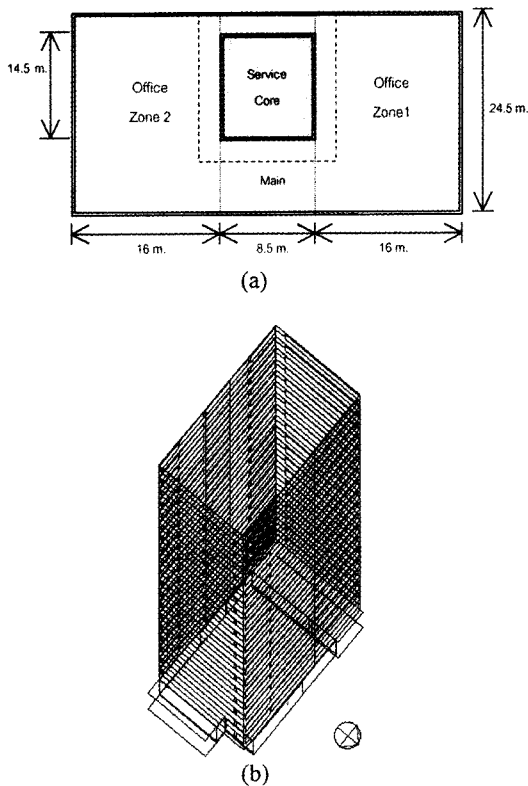 14.5 m.
Office
Zone 2
Service
Core
Office
Zone1
24.5 m.
Main
16 m.
8.5 m.
16 m.
(a)
(b)